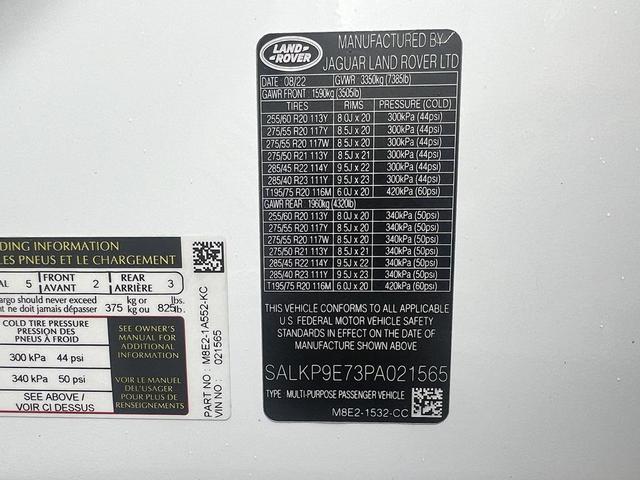 LAND-
ROVER
MANUFACTURED BY
JAGUAR LAND ROVER LTD
DATE 08/22 GVWR 3350kg (7385lb)
GAWR FRONT: 1590kg (3505lb)
TIRES RIMS PRESSURE (COLD)
255/60 R20 113Y 8.0J x 20 300kPa (44psi)
275/55 R20 117Y 8.5J x 20 300kPa (44psi)
275/55 R20 117W 8.5J x 20 300kPa (44psi)
275/50 R21 113Y 8.5J x 21 300kPa (44psi)
285/45 R22 114Y 9.5J x 22 300kPa (44psi)
285/40 R23 111Y 9.5J x 23 300kPa (44psi)
T195/75 R20 116M 6.0J x 20 420kPa (60psi)
GAWR REAR 1960kg (4320lb)
255/60 R20 113Y 8.0J x 20 340kPa (50psi)
275/55 R20 117Y 8.5J x 20 340kPa (50psi)
275/55 R20 117W 8.5J x 20 340kPa (50psi)
275/50 R21 113Y 8.5J x 21 340kPa (50psi)
285/45 R22 114Y 9.5J x 22 340kPa (50psi)
285/40 R23 111Y 9.5J x 23 340kPa (50psi)
T195/75 R20 116M 6.0J x 20 420kPa (60psi)
THIS VEHICLE CONFORMS TO ALL APPLICABLE
U.S. FEDERAL MOTOR VEHICLE SAFETY
STANDARDS IN EFFECT ON THE DATE OF
MANUFACTURE SHOWN ABOVE
SALKP9E73PA021565
TYPE: MULTI-PURPOSE PASSENGER VEHICLE
M8E2-1532-CC
DING INFORMATION
LES PNEUS ET LE CHARGEMENT
AL 5 FRONT AVANT 2 REAR ARRIÈRE 3
argo should never exceed
nt ne doit jamais dépasser 375 kg or kg ou 825 lbs. lb.
COLD TIRE PRESSURE
PRESSION DES PNEUS
À FROID
300 kPa 44 psi
340 kPa 50 psi
SEE ABOVE /
VOIR CI DESSUS
SEE OWNER'S
MANUAL FOR
ADDITIONAL
INFORMATION
VOIR LE MANUEL
DEL'USAGER
POUR PLUS DE
RENSEIGNEMENTS
PART NO : M8E2-1A552-KC
VIN NO : 021565